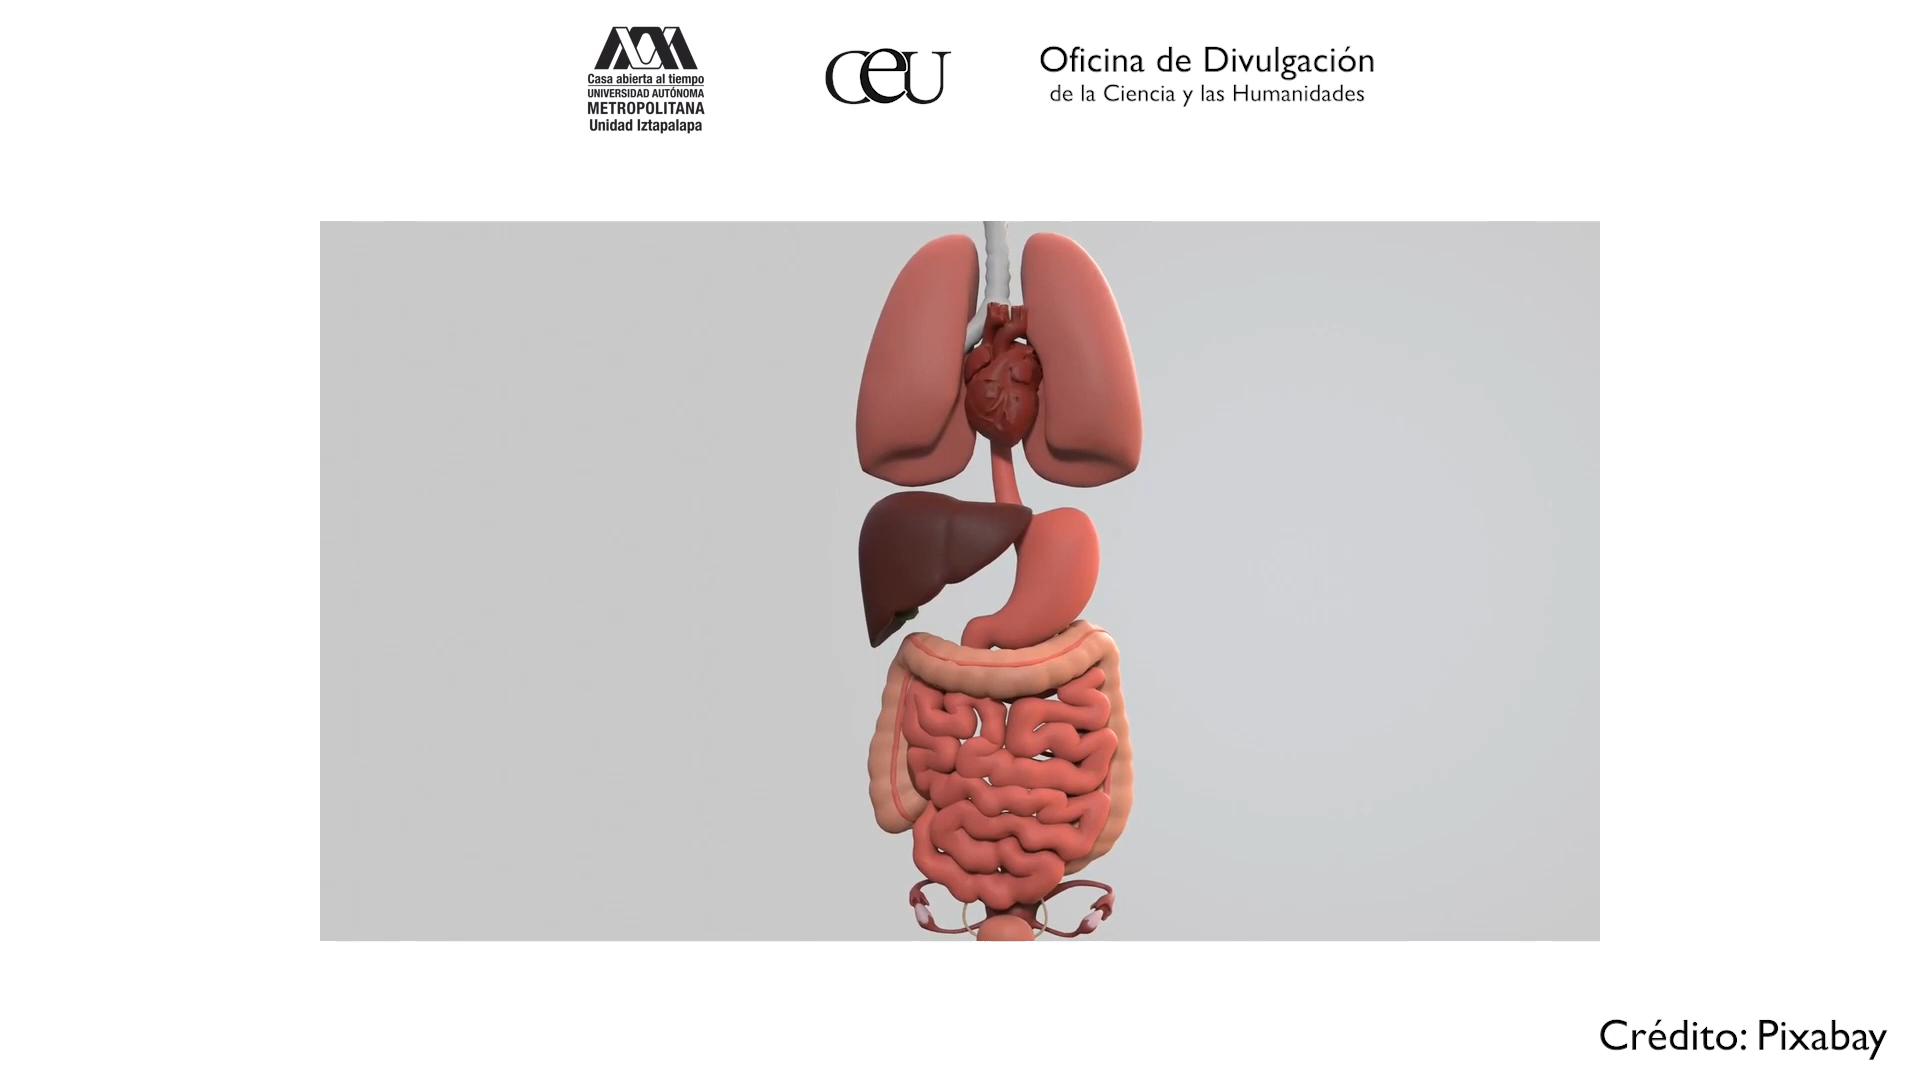 Casa abierta al tiempo
UNIVERSIDAD AUTÓNOMA
METROPOLITANA
Unidad Iztapalapa
ceu
Oficina de Divulgación
de la Ciencia y las Humanidades
Crédito: Pixabay